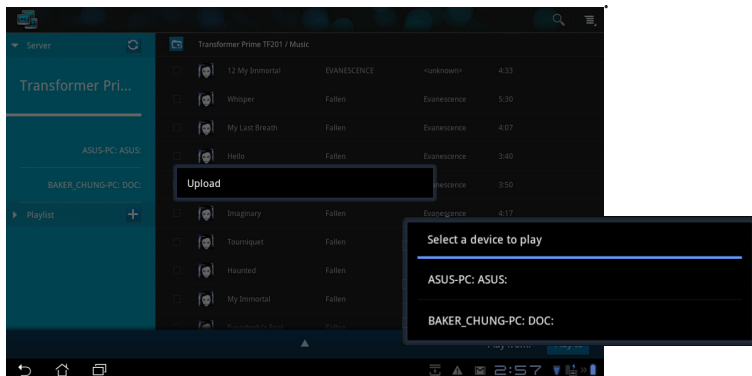 Server
Transformer Prime TF201 / Music
12 My Immortal EVANESCENCE <unknown> 4:33
Transformer Pri...
Whisper Fallen Evanescence 5:30
My Last Breath Fallen Evanescence 4:07
ASUS-PC: ASUS:
Hello Fallen Evanescence 3:40
BAKER_CHUNG-PC: DOC:
Upload
3:50
Playlist
Imaginary Fallen Evanescence 4:17
Tourniquet Fallen
Haunted Fallen
My Immortal Fallen
Select a device to play
ASUS-PC: ASUS:
BAKER_CHUNG-PC: DOC:
2:57